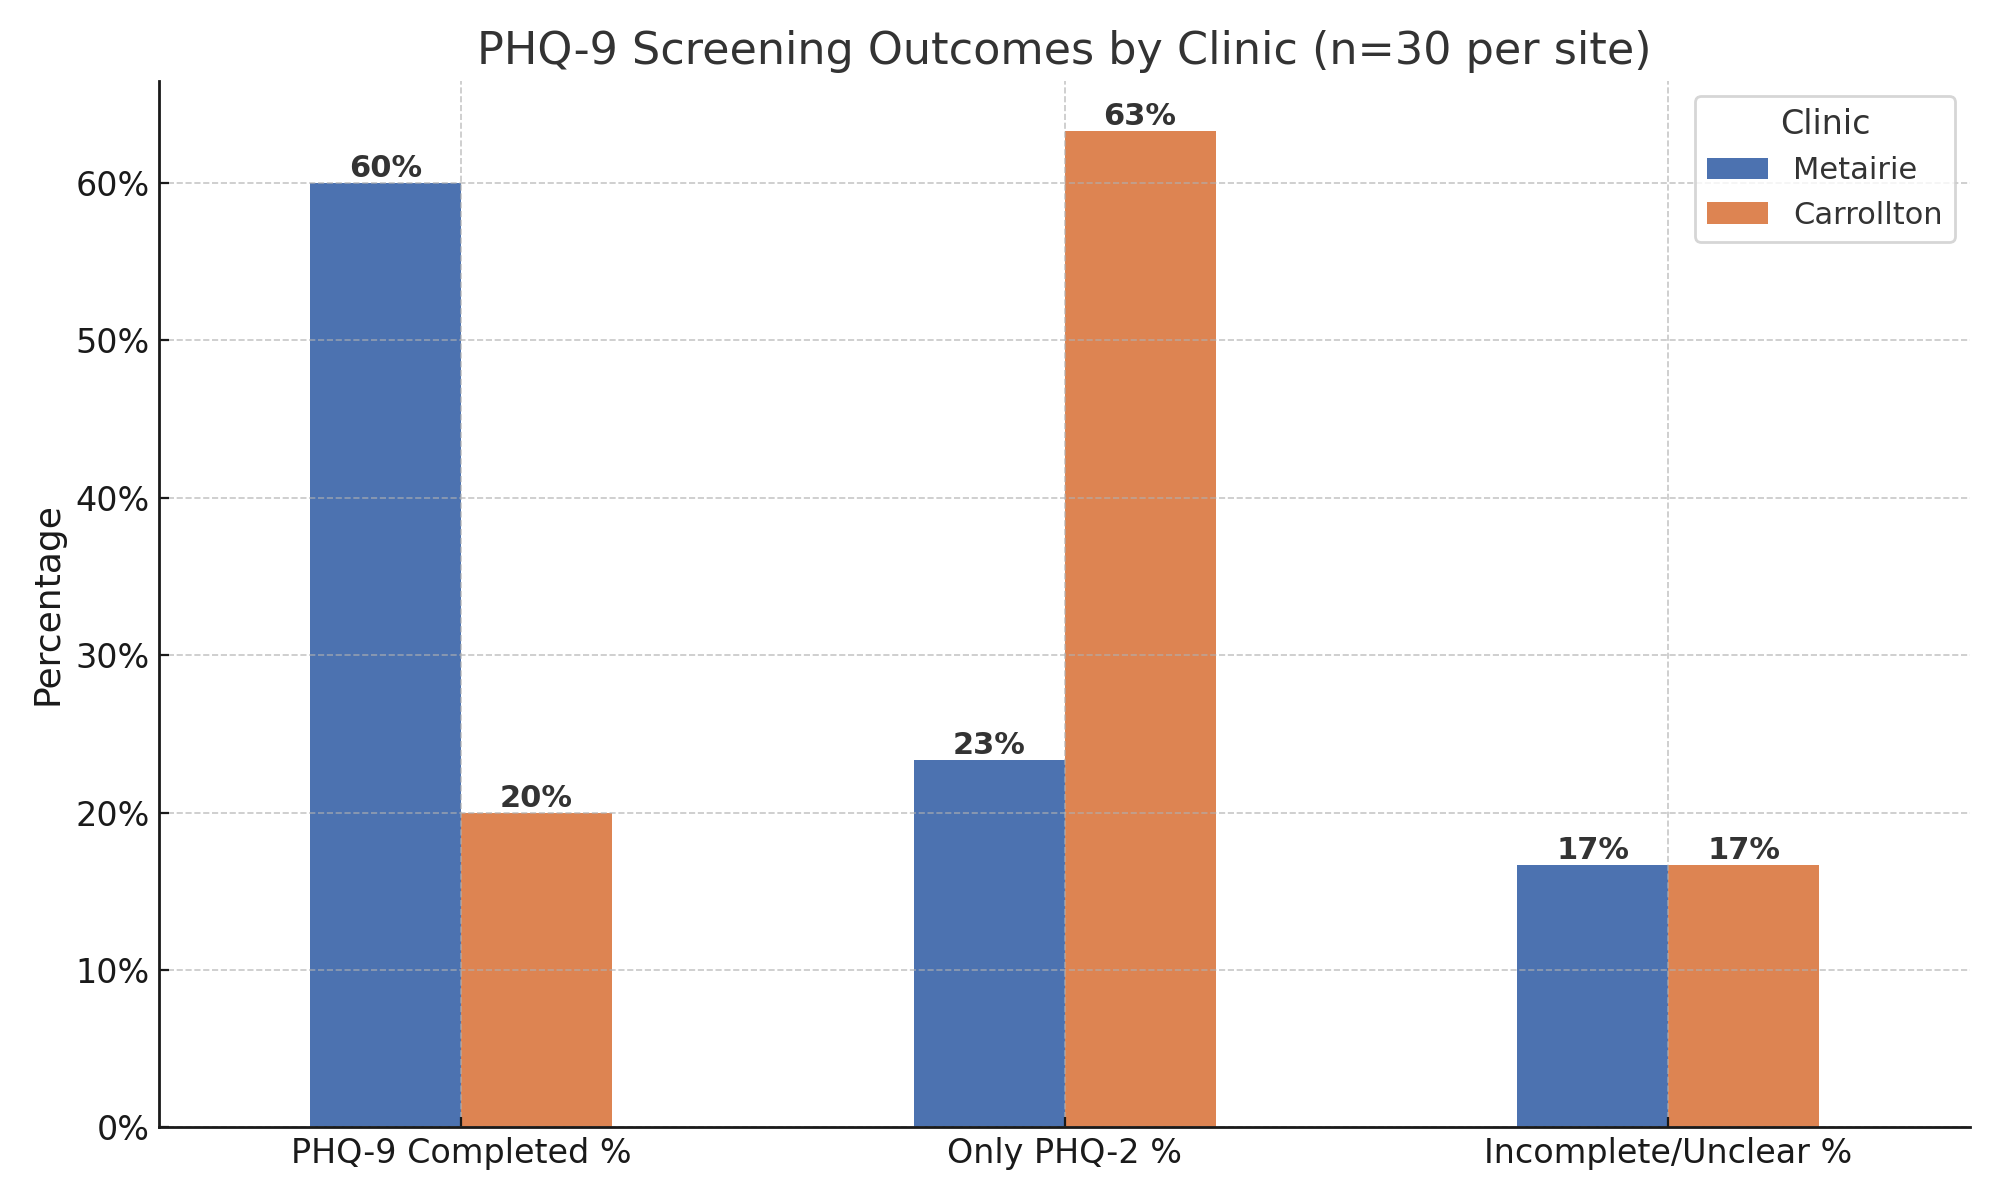 PHQ-9 Screening Outcomes by Clinic (n=30 per site)
Clinic
Metairie
Carrollton
Percentage
60%
50%
40%
30%
20%
10%
0%
60%
20%
23%
63%
17%
17%
PHQ-9 Completed %
Only PHQ-2 %
Incomplete/Unclear %